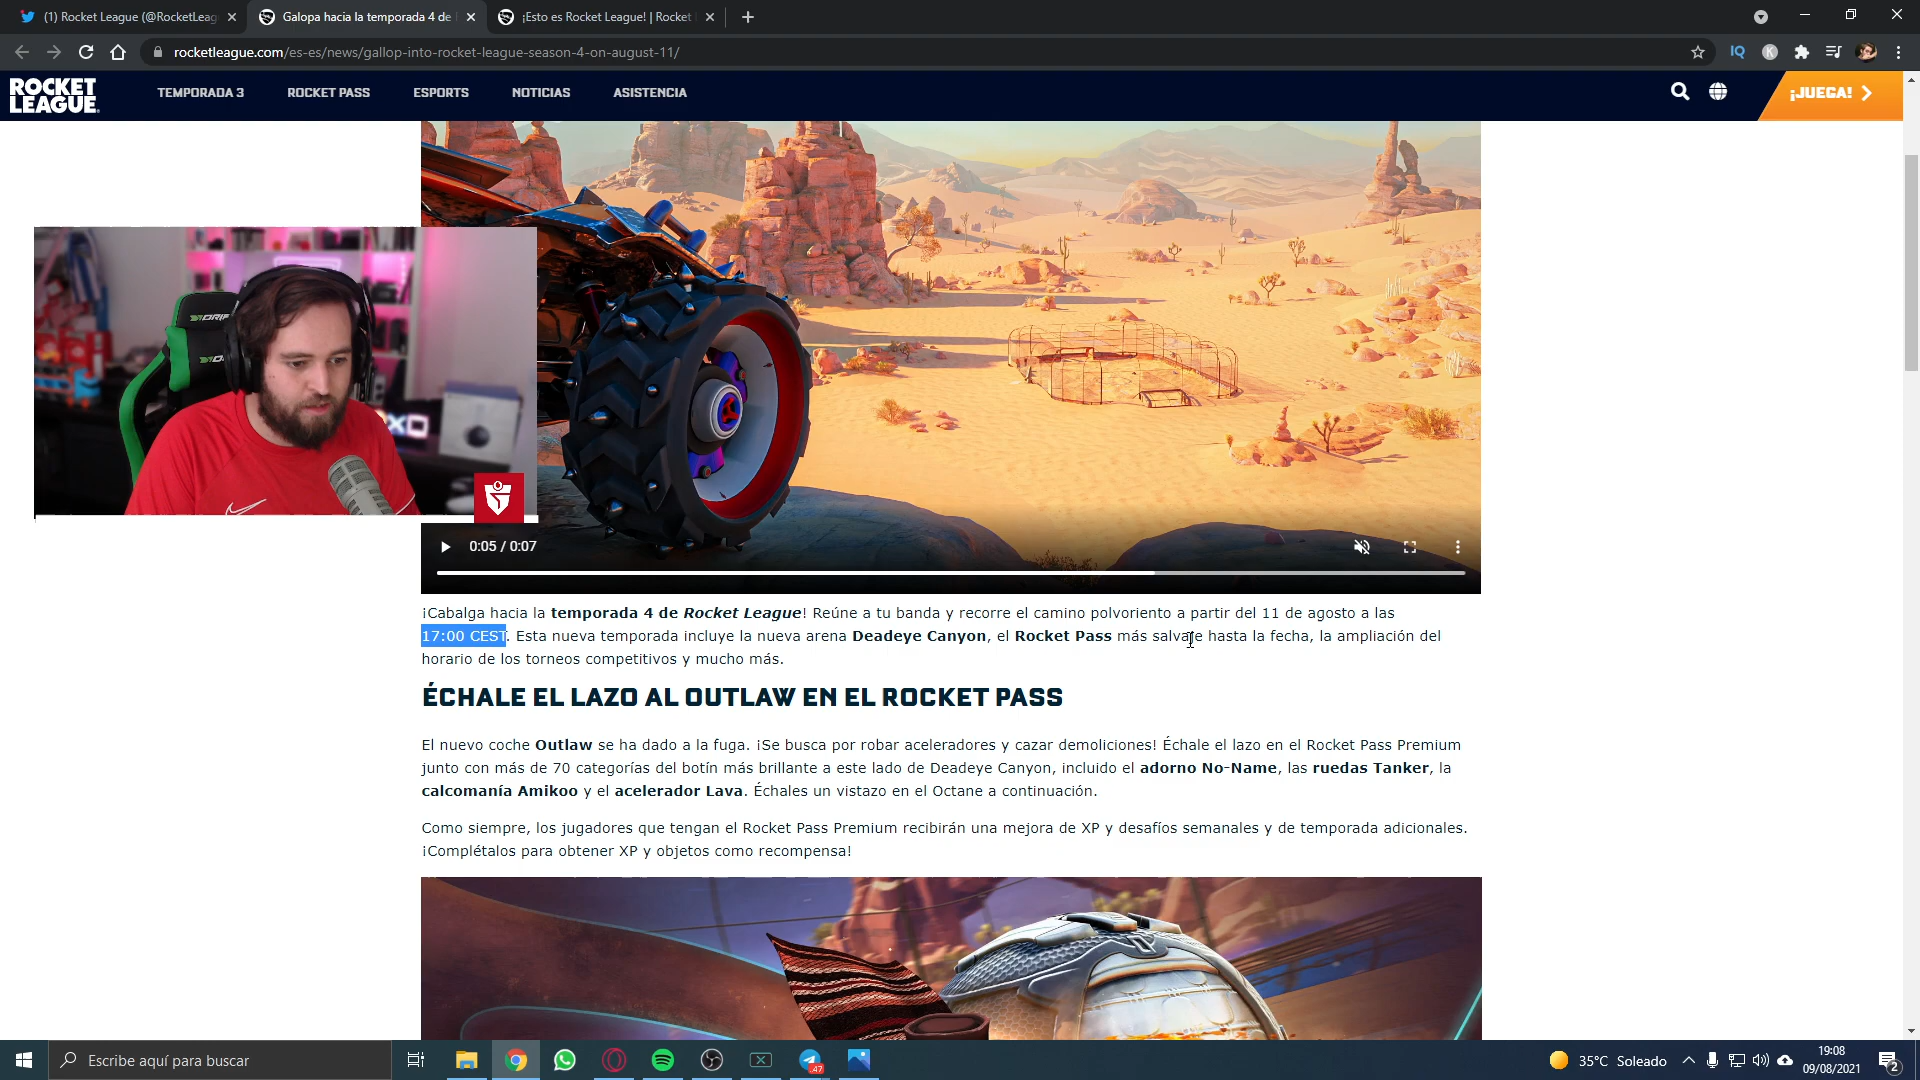 (1) Rocket League (@RocketLeag
Galopa hacia la temporada 4 de
¡Esto es Rocket League! | Rocket
rocketleague.com/es-es/news/gallop-into-rocket-league-season-4-on-august-11/
IQ
K
ROCKET
LEAGUE
TEMPORADA 3
ROCKET PASS
ESPORTS
NOTICIAS
ASISTENCIA
¡JUEGA!
0:05 / 0:07
¡Cabalga hacia la temporada 4 de Rocket League! Reúne a tu banda y recorre el camino polvoriento a partir del 11 de agosto a las
17:00 CEST. Esta nueva temporada incluye la nueva arena Deadeye Canyon, el Rocket Pass más salvaje hasta la fecha, la ampliación del
horario de los torneos competitivos y mucho más.
ÉCHALE EL LAZO AL OUTLAW EN EL ROCKET PASS
El nuevo coche Outlaw se ha dado a la fuga. ¡Se busca por robar aceleradores y cazar demoliciones! Échale el lazo en el Rocket Pass Premium
junto con más de 70 categorías del botín más brillante a este lado de Deadeye Canyon, incluido el adorno No-Name, las ruedas Tanker, la
calcomanía Amikoo y el acelerador Lava. Échales un vistazo en el Octane a continuación.
Como siempre, los jugadores que tengan el Rocket Pass Premium recibirán una mejora de XP y desafíos semanales y de temporada adicionales.
¡Complétalos para obtener XP y objetos como recompensa!
Escribe aquí para buscar
47
35°C Soleado
19:08
09/08/2021
2